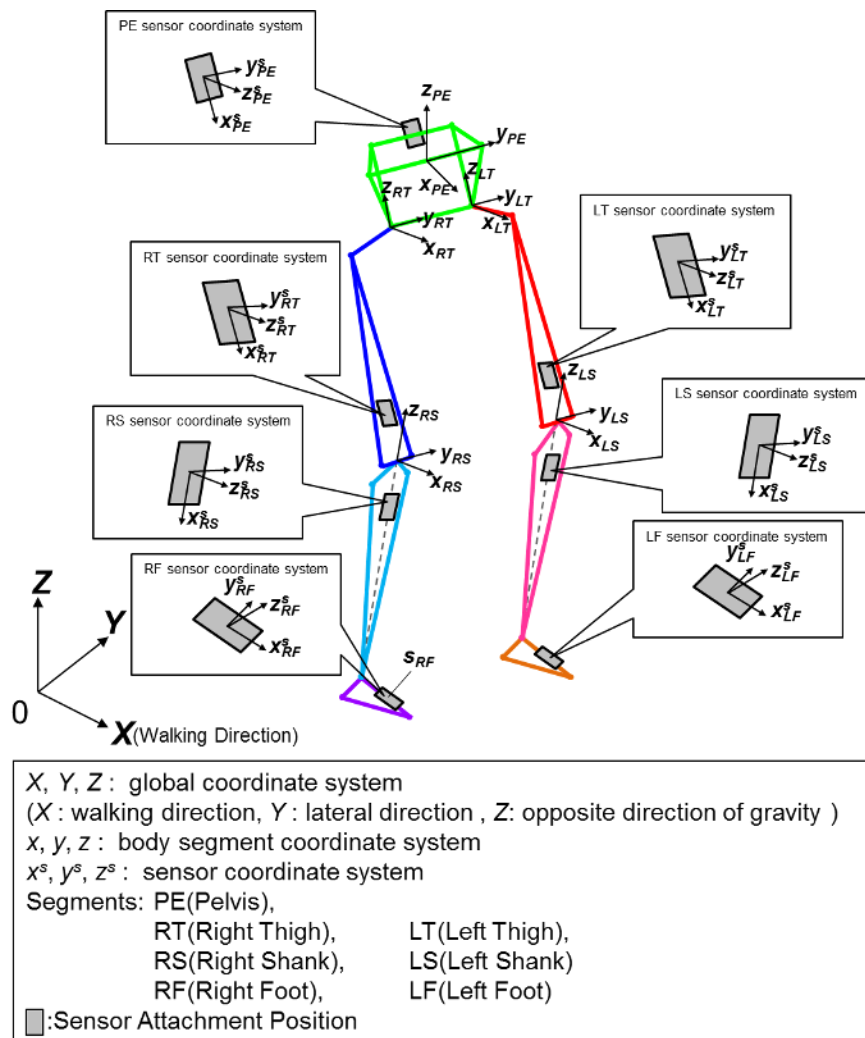 PE sensor coordinate system
y^s_PE
z^s_PE
x^s_PE
z_PE
y_PE
x_PE
z_LT
y_LT
x_LT
z_RT
y_RT
x_RT
LT sensor coordinate system
y^s_LT
z^s_LT
x^s_LT
RT sensor coordinate system
y^s_RT
z^s_RT
x^s_RT
z_LS
y_LS
x_LS
z_RS
y_RS
x_RS
LS sensor coordinate system
y^s_LS
z^s_LS
x^s_LS
RS sensor coordinate system
y^s_RS
z^s_RS
x^s_RS
LF sensor coordinate system
y^s_LF
z^s_LF
x^s_LF
RF sensor coordinate system
y^s_RF
z^s_RF
x^s_RF
s_RF
Z
Y
0
X(Walking Direction)
X, Y, Z : global coordinate system
(X : walking direction, Y : lateral direction , Z: opposite direction of gravity )
x, y, z : body segment coordinate system
x^s, y^s, z^s : sensor coordinate system
Segments: PE(Pelvis),
RT(Right Thigh), LT(Left Thigh),
RS(Right Shank), LS(Left Shank)
RF(Right Foot), LF(Left Foot)
:Sensor Attachment Position